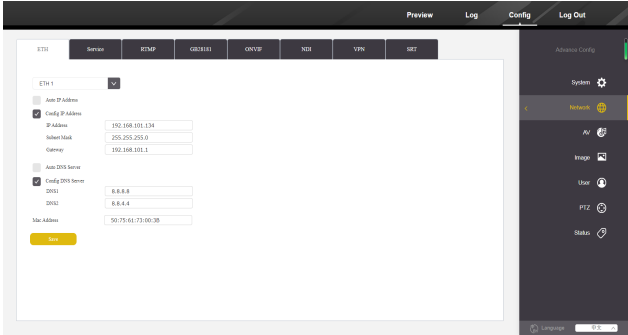 Preview Log Config Log Out
ETH Service RTMP GB28181 ONVIF NDI VPN SRT
Advance Config
ETH 1
System
Auto IP Address
Network
Config IP Address
IP Address 192.168.101.134
Subnet Mask 255.255.255.0
AV
Gateway 192.168.101.1
Image
Auto DNS Server
Config DNS Server
User
DNS1 8.8.8.8
DNS2 8.8.4.4
PTZ
Mac Address 50:75:61:73:00:3B
Save
Status
Language 中文